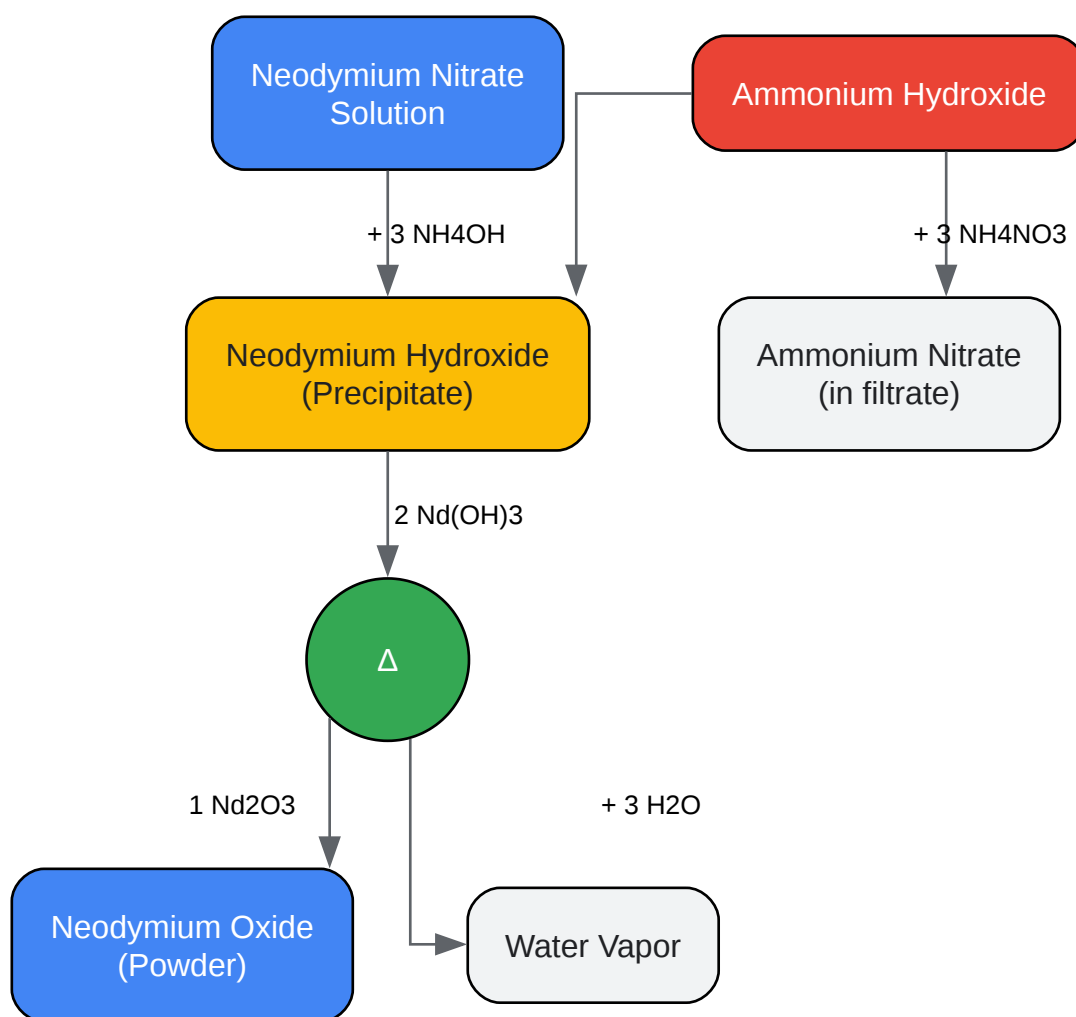 Neodymium Nitrate
Solution
Ammonium Hydroxide
+ 3 NH4OH
+ 3 NH4NO3
Neodymium Hydroxide
(Precipitate)
Ammonium Nitrate
(in filtrate)
2 Nd(OH)3
Δ
1 Nd2O3
+ 3 H2O
Neodymium Oxide
(Powder)
Water Vapor